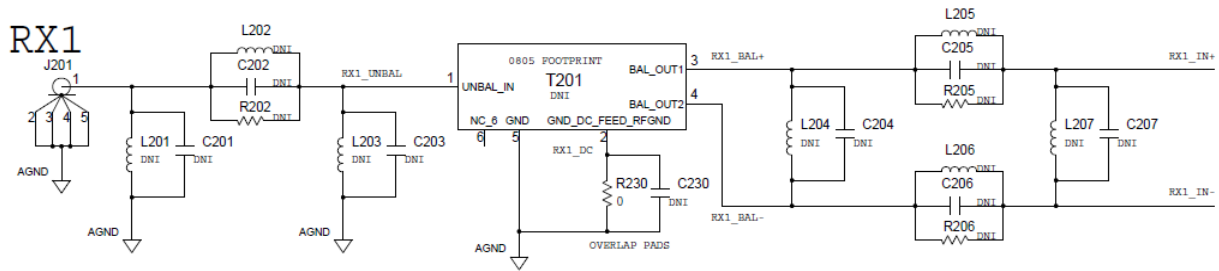 RX1
J201
1
2 3 4 5
AGND
L201
DNI
C201
DNI
AGND
L202
DNI
C202
DNI
R202
DNI
RX1_UNBAL
L203
DNI
C203
DNI
AGND
1
0805 FOOTPRINT
T201
DNI
UNBAL_IN
BAL_OUT1
BAL_OUT2
NC_6 GND GND_DC_FEED_RFGND
3
4
6
5
2
RX1_DC
R230
0
C230
DNI
AGND
OVERLAP PADS
RX1_BAL+
RX1_BAL-
L204
DNI
C204
DNI
L205
DNI
C205
DNI
R205
DNI
L206
DNI
C206
DNI
R206
DNI
L207
DNI
C207
DNI
RX1_IN+
RX1_IN-